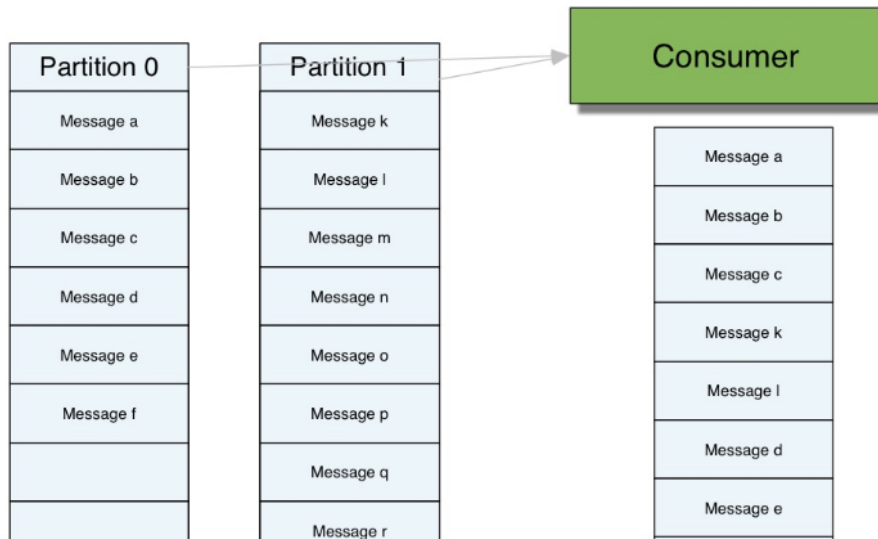 Partition 0
Message a
Message b
Message c
Message d
Message e
Message f
Partition 1
Message k
Message l
Message m
Message n
Message o
Message p
Message q
Message r
Consumer
Message a
Message b
Message c
Message k
Message l
Message d
Message e